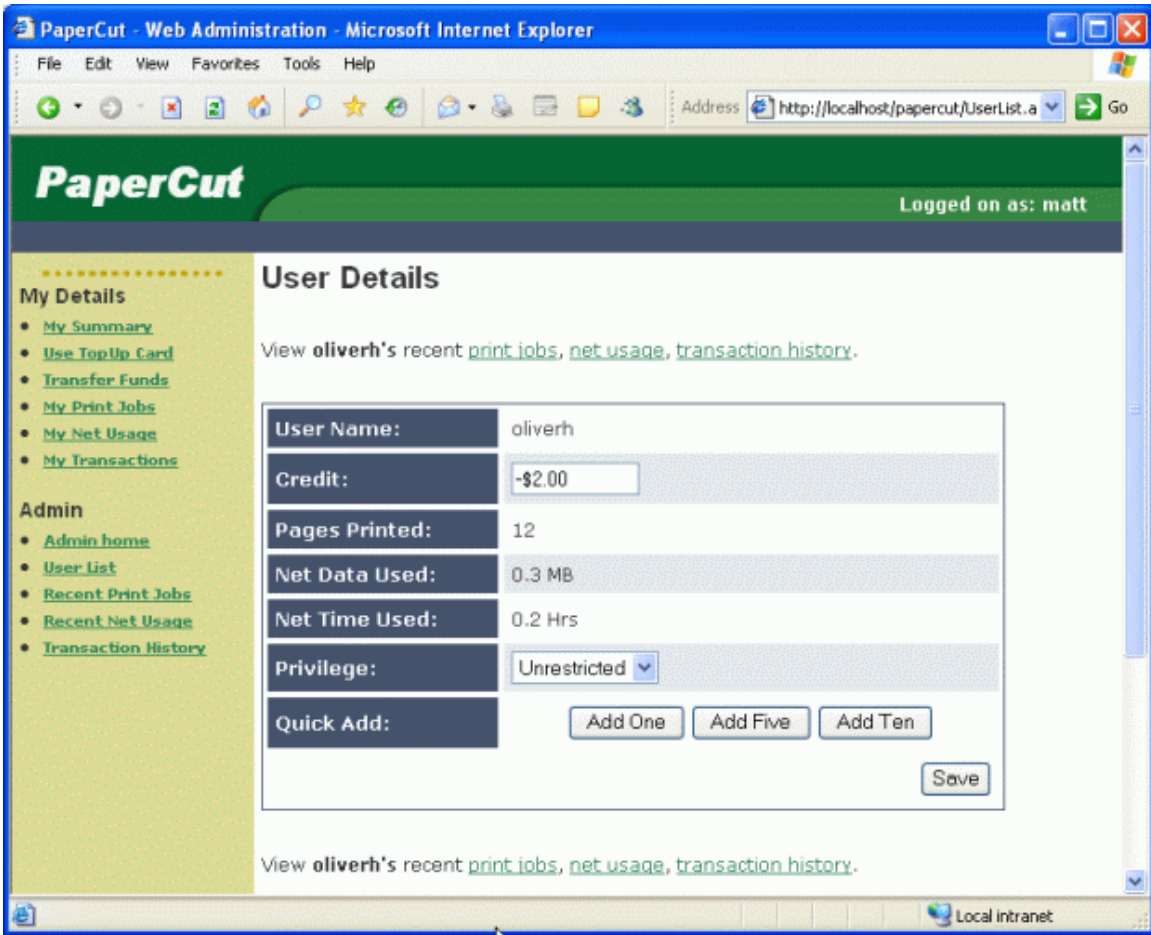 PaperCut - Web Administration - Microsoft Internet Explorer
File Edit View Favorites Tools Help
Address http://localhost/papercut/UserList.a Go
PaperCut
Logged on as: matt
My Details
My Summary
Use TopUp Card
Transfer Funds
My Print Jobs
My Net Usage
My Transactions
Admin
Admin home
User List
Recent Print Jobs
Recent Net Usage
Transaction History
User Details
View oliverh's recent print jobs, net usage, transaction history.
User Name: oliverh
Credit: -$2.00
Pages Printed: 12
Net Data Used: 0.3 MB
Net Time Used: 0.2 Hrs
Privilege: Unrestricted
Quick Add: Add One Add Five Add Ten
Save
View oliverh's recent print jobs, net usage, transaction history.
Local intranet